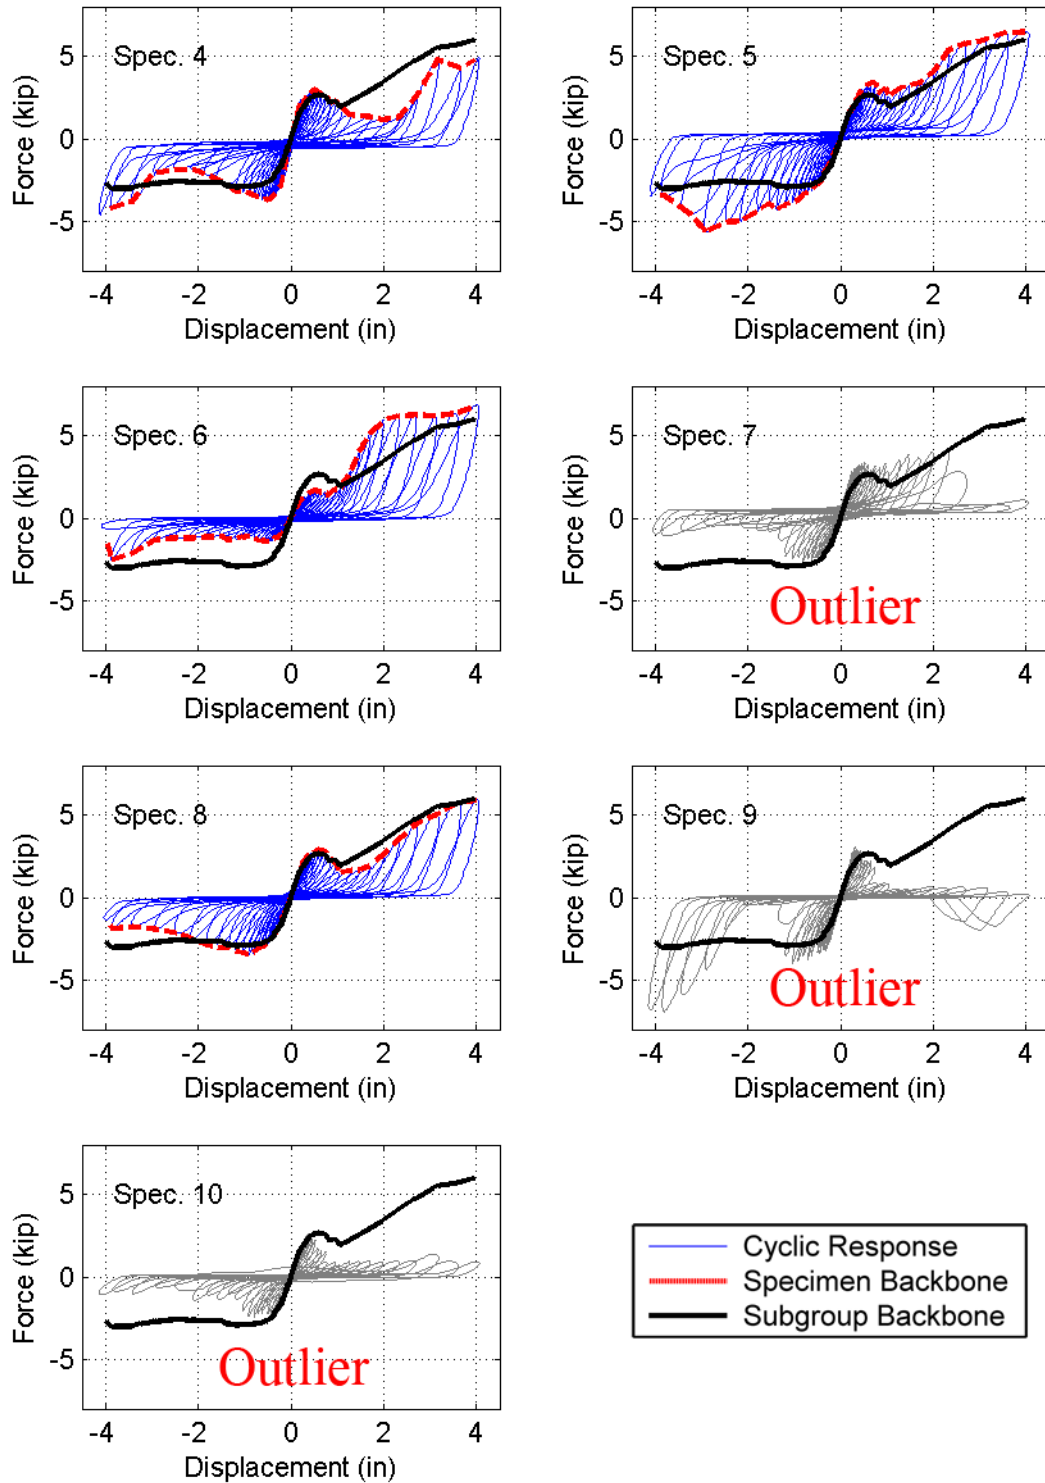 Spec. 4
5
0
-5
Force (kip)
-4 -2 0 2 4
Displacement (in)
Spec. 5
5
0
-5
Force (kip)
-4 -2 0 2 4
Displacement (in)
Spec. 6
5
0
-5
Force (kip)
-4 -2 0 2 4
Displacement (in)
Spec. 7
5
0
-5
Force (kip)
Outlier
-4 -2 0 2 4
Displacement (in)
Spec. 8
5
0
-5
Force (kip)
-4 -2 0 2 4
Displacement (in)
Spec. 9
5
0
-5
Force (kip)
Outlier
-4 -2 0 2 4
Displacement (in)
Spec. 10
5
0
-5
Force (kip)
Outlier
-4 -2 0 2 4
Displacement (in)
Cyclic Response
Specimen Backbone
Subgroup Backbone